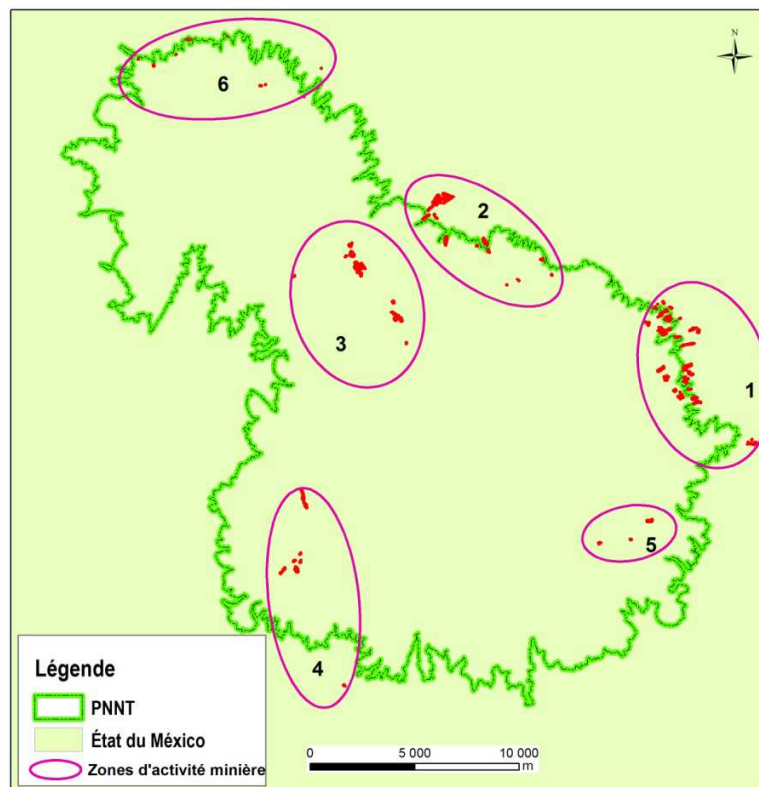 N
6
2
3
1
5
4
Légende
PNNT
État du México
Zones d'activité minière
0 5 000 10 000
m